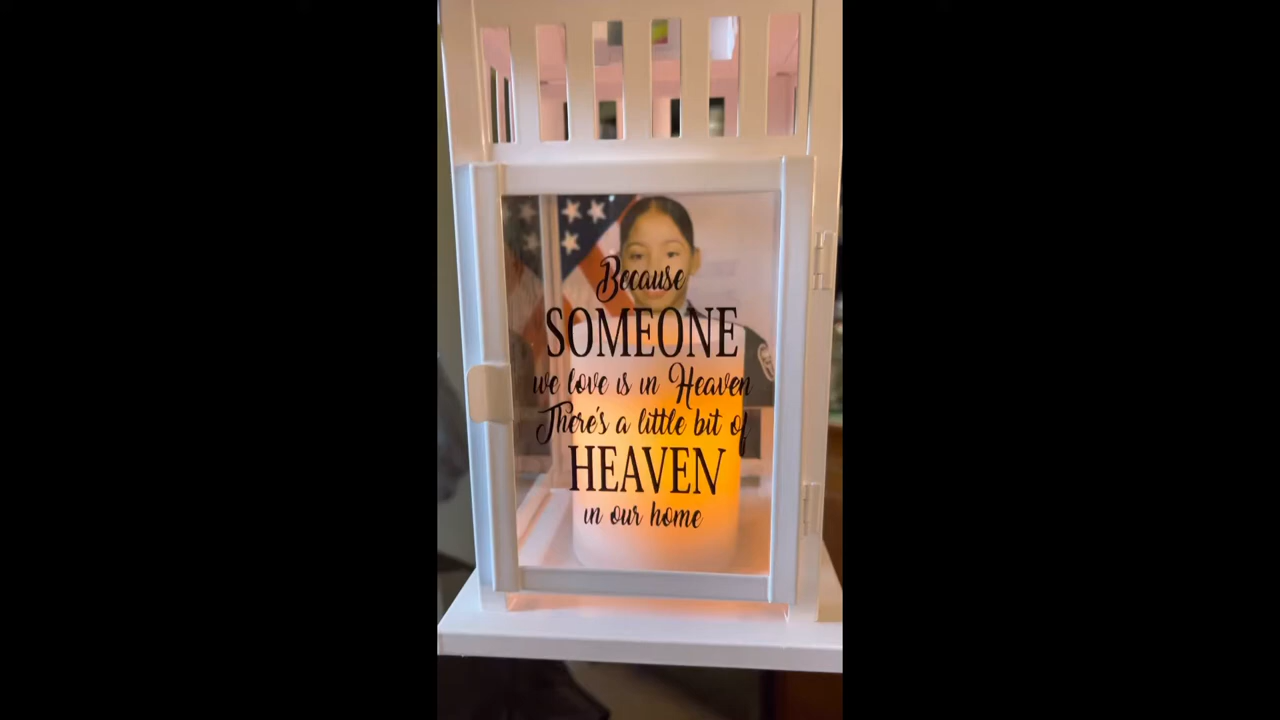 Because
SOMEONE
we love is in Heaven
There's a little bit of
HEAVEN
in our home